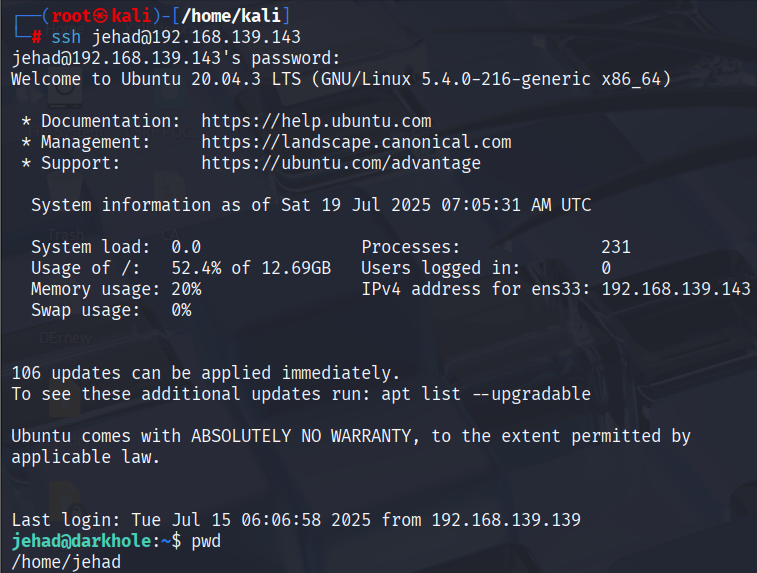 ┌──(root㉿kali)-[/home/kali]
└─# ssh jehad@192.168.139.143
jehad@192.168.139.143's password:
Welcome to Ubuntu 20.04.3 LTS (GNU/Linux 5.4.0-216-generic x86_64)
* Documentation:  https://help.ubuntu.com
* Management:     https://landscape.canonical.com
* Support:        https://ubuntu.com/advantage
System information as of Sat 19 Jul 2025 07:05:31 AM UTC
System load:  0.0                Processes:              231
Usage of /:   52.4% of 12.69GB   Users logged in:        0
Memory usage: 20%                IPv4 address for ens33: 192.168.139.143
Swap usage:   0%
106 updates can be applied immediately.
To see these additional updates run: apt list --upgradable
Ubuntu comes with ABSOLUTELY NO WARRANTY, to the extent permitted by
applicable law.
Last login: Tue Jul 15 06:06:58 2025 from 192.168.139.139
jehad@darkhole:~$ pwd
/home/jehad